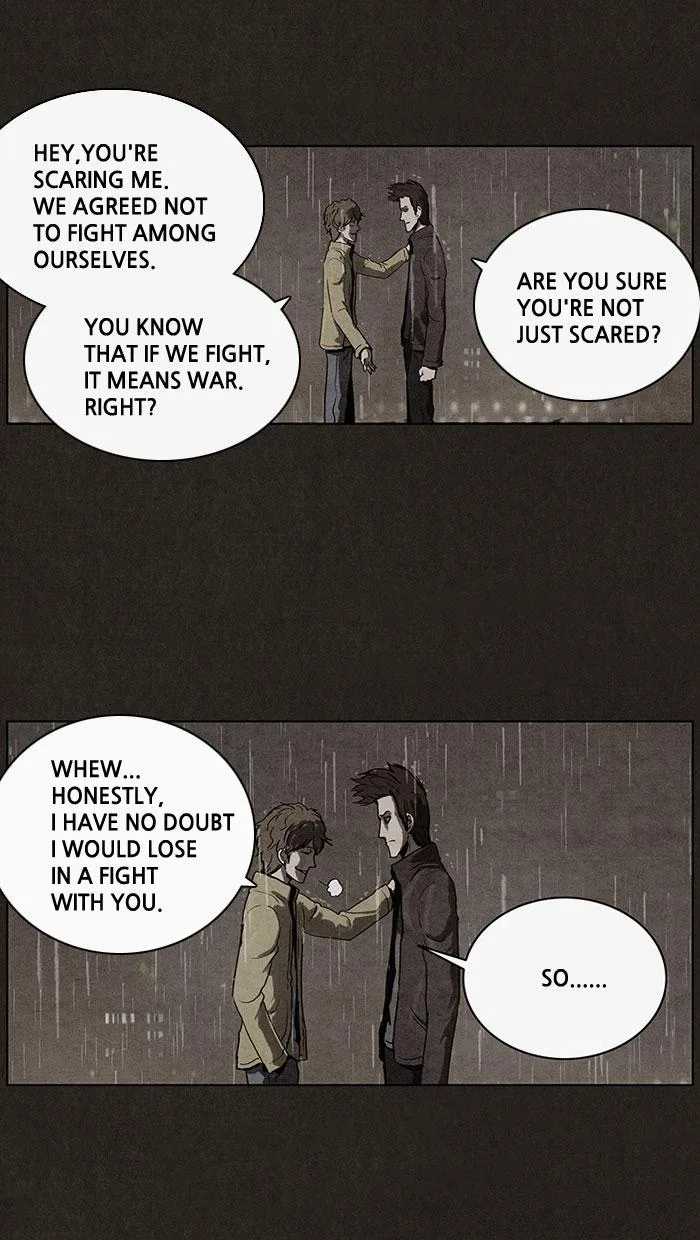 HEY,YOU'RE
SCARING ME.
WE AGREED NOT
TO FIGHT AMONG
OURSELVES.
YOU KNOW
THAT IF WE FIGHT,
IT MEANS WAR.
RIGHT?
ARE YOU SURE
YOU'RE NOT
JUST SCARED?
WHEW...
HONESTLY,
I HAVE NO DOUBT
I WOULD LOSE
IN A FIGHT
WITH YOU.
SO......